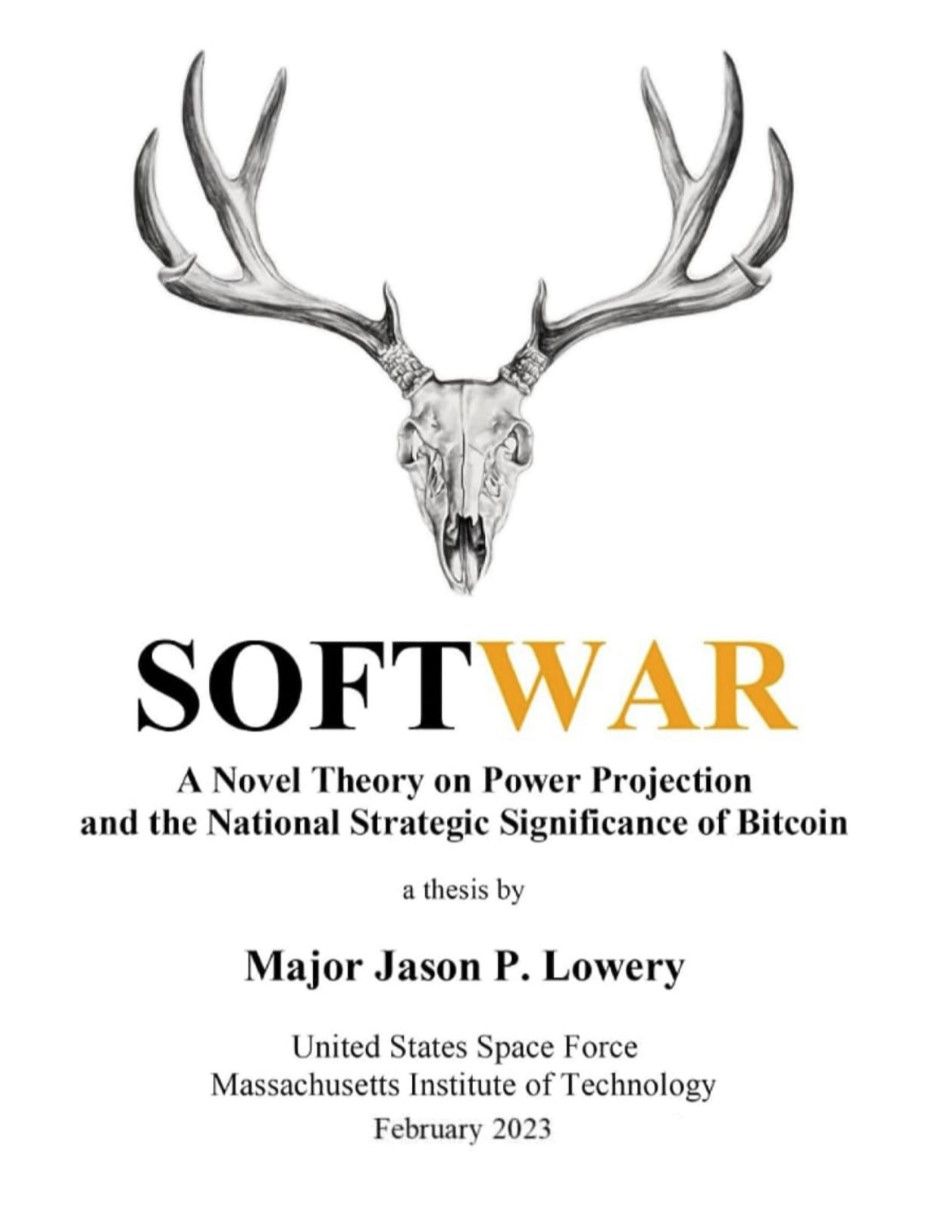 SOFTWAR
A Novel Theory on Power Projection
and the National Strategic Significance of Bitcoin
a thesis by
Major Jason P. Lowery
United States Space Force
Massachusetts Institute of Technology
February 2023